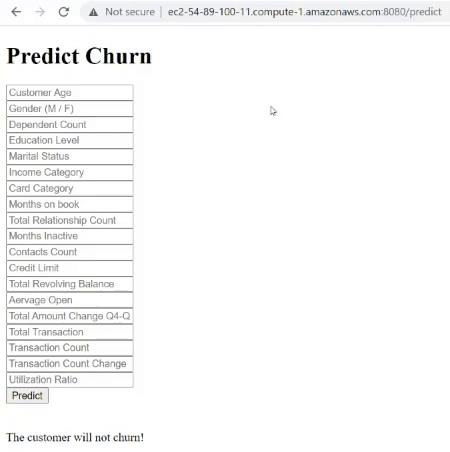 Not secure | ec2-54-89-100-11.compute-1.amazonaws.com:8080/predict
Predict Churn
Customer Age
Gender (M / F)
Dependent Count
Education Level
Marital Status
Income Category
Card Category
Months on book
Total Relationship Count
Months Inactive
Contacts Count
Credit Limit
Total Revolving Balance
Aervage Open
Total Amount Change Q4-Q
Total Transaction
Transaction Count
Transaction Count Change
Utilization Ratio
Predict
The customer will not churn!